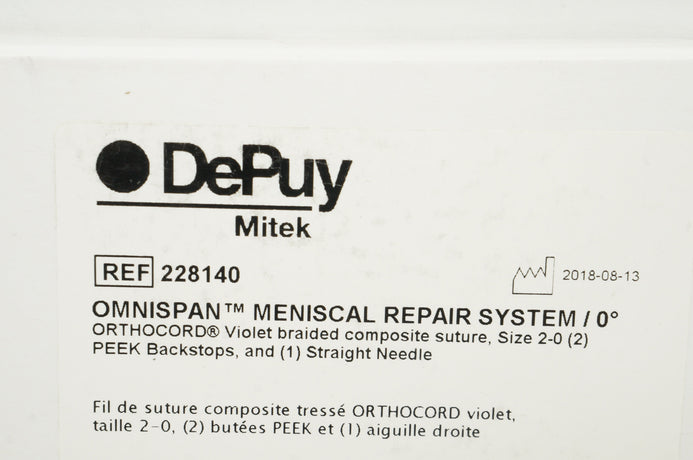 DePuy
Mitek
REF 228140
2018-08-13
OMNISPAN™ MENISCAL REPAIR SYSTEM / 0°
ORTHOCORD® Violet braided composite suture, Size 2-0 (2)
PEEK Backstops, and (1) Straight Needle
Fil de suture composite tressé ORTHOCORD violet,
taille 2-0, (2) butées PEEK et (1) aiguille droite